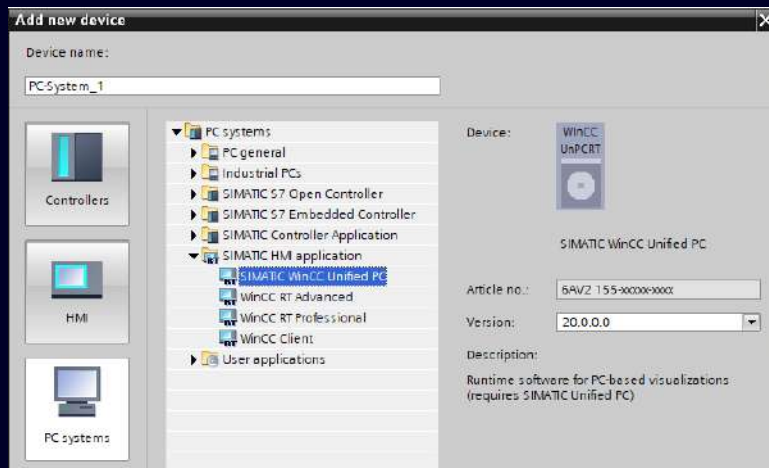 Add new device
Device name:
PC-System_1
Controllers
HMI
PC systems
PC systems
PC general
Industrial PCs
SIMATIC S7 Open Controller
SIMATIC S7 Embedded Controller
SIMATIC Controller Application
SIMATIC HMI application
SIMATIC WinCC Unified PC
WinCC RT Advanced
WinCC RT Professional
WinCC Client
User applications
Device:
WinCC
UnPCRT
SIMATIC WinCC Unified PC
Article no.:
6AV2 155-xxxxx-xxxx
Version:
20.0.0.0
Description:
Runtime software for PC-based visualizations
(requires SIMATIC Unified PC)